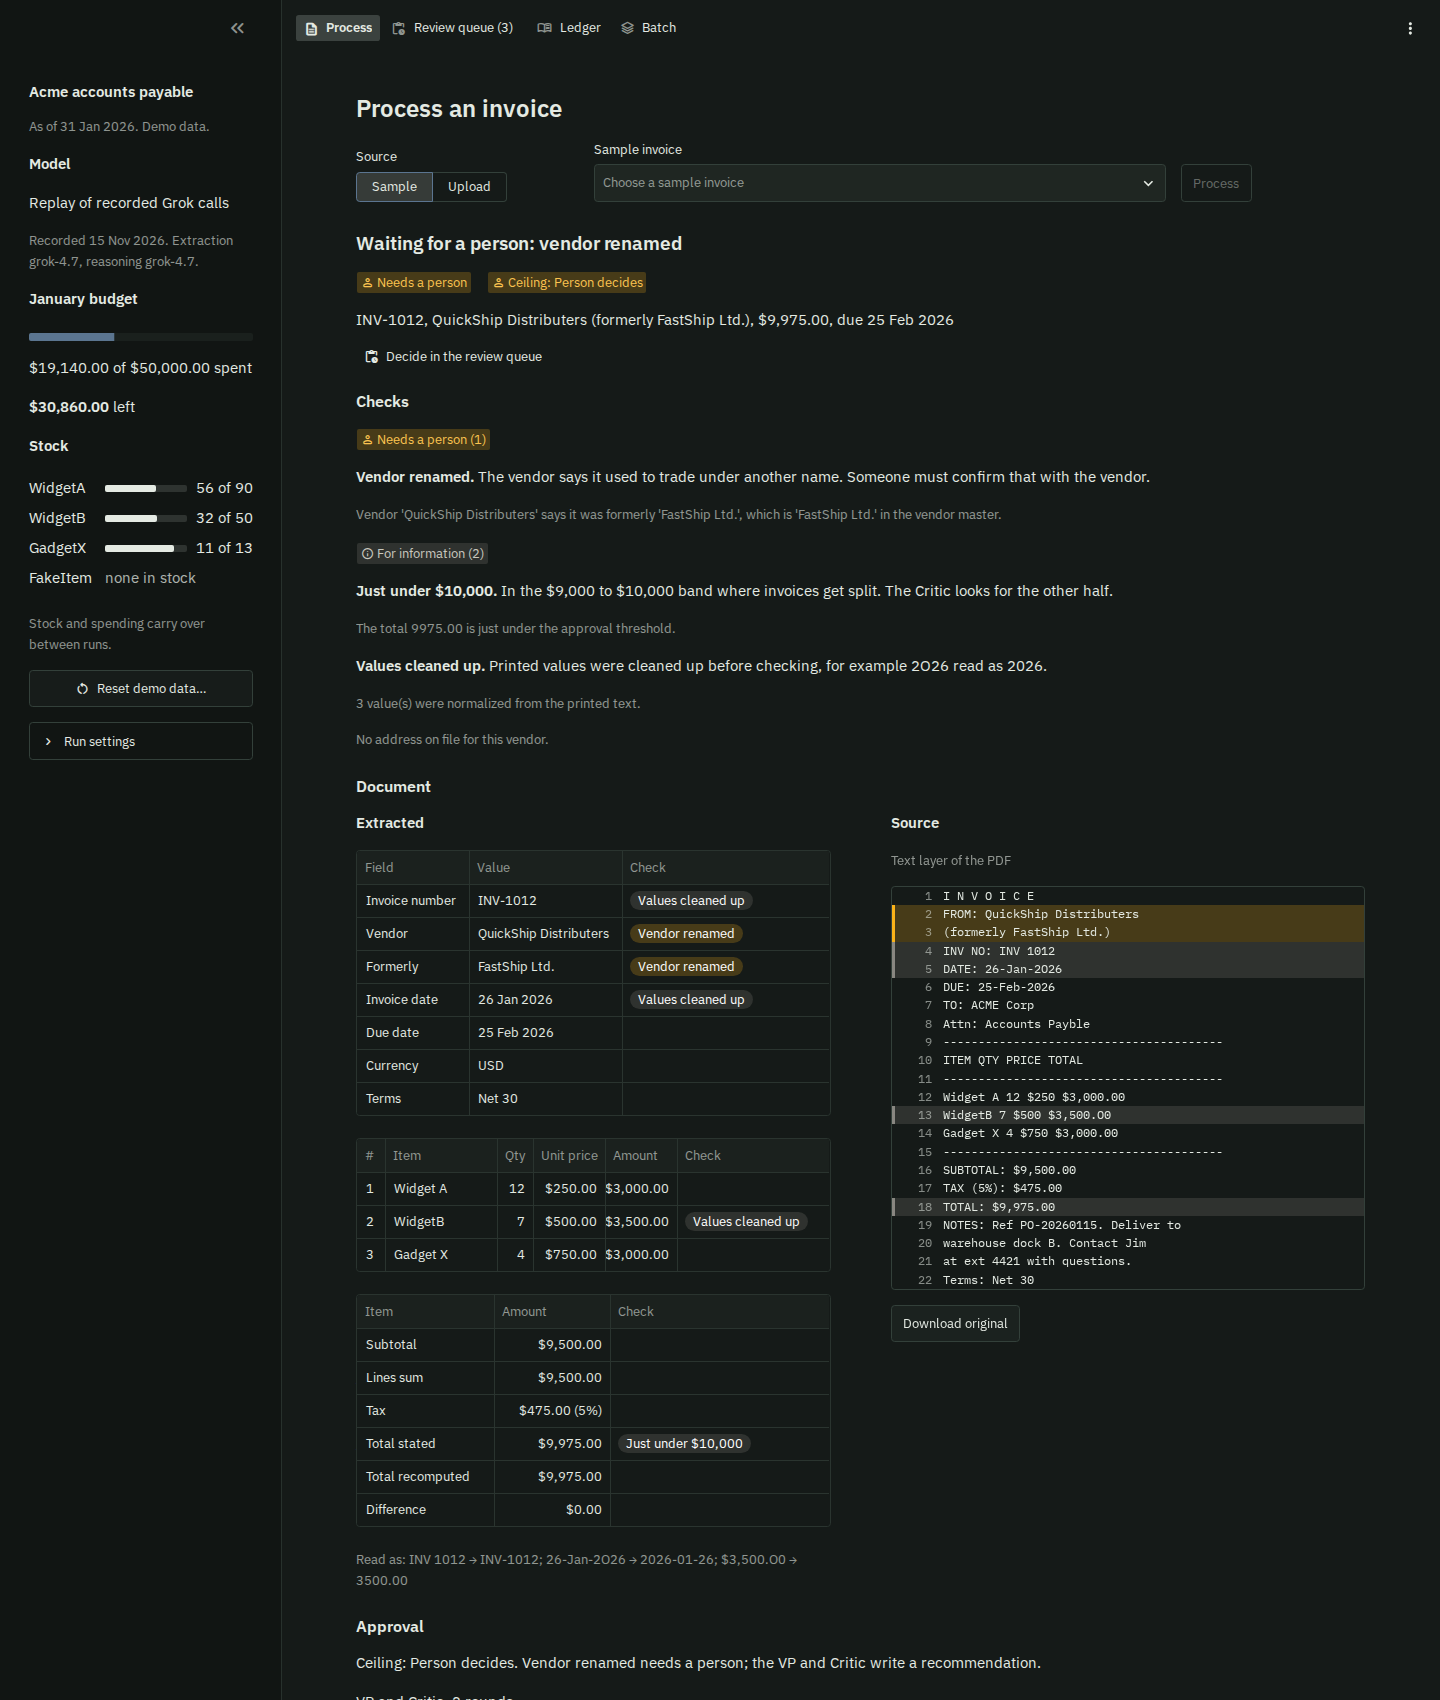 Process
Review queue (3)
Ledger
Batch
Acme accounts payable
As of 31 Jan 2026. Demo data.
Model
Replay of recorded Grok calls
Recorded 15 Nov 2026. Extraction
grok-4.7, reasoning grok-4.7.
January budget
$19,140.00 of $50,000.00 spent
$30,860.00 left
Stock
WidgetA 56 of 90
WidgetB 32 of 50
GadgetX 11 of 13
FakeItem none in stock
Stock and spending carry over
between runs.
Reset demo data...
Run settings
Process an invoice
Source
Sample Upload
Sample invoice
Choose a sample invoice
Process
Waiting for a person: vendor renamed
Needs a person Ceiling: Person decides
INV-1012, QuickShip Distributers (formerly FastShip Ltd.), $9,975.00, due 25 Feb 2026
Decide in the review queue
Checks
Needs a person (1)
Vendor renamed. The vendor says it used to trade under another name. Someone must confirm that with the vendor.
Vendor 'QuickShip Distributers' says it was formerly 'FastShip Ltd.', which is 'FastShip Ltd.' in the vendor master.
For information (2)
Just under $10,000. In the $9,000 to $10,000 band where invoices get split. The Critic looks for the other half.
The total 9975.00 is just under the approval threshold.
Values cleaned up. Printed values were cleaned up before checking, for example 2O26 read as 2026.
3 value(s) were normalized from the printed text.
No address on file for this vendor.
Document
Extracted
Field Value Check
Invoice number INV-1012 Values cleaned up
Vendor QuickShip Distributers Vendor renamed
Formerly FastShip Ltd. Vendor renamed
Invoice date 26 Jan 2026 Values cleaned up
Due date 25 Feb 2026
Currency USD
Terms Net 30
# Item Qty Unit price Amount Check
1 Widget A 12 $250.00 $3,000.00
2 WidgetB 7 $500.00 $3,500.00 Values cleaned up
3 Gadget X 4 $750.00 $3,000.00
Item Amount Check
Subtotal $9,500.00
Lines sum $9,500.00
Tax $475.00 (5%)
Total stated $9,975.00 Just under $10,000
Total recomputed $9,975.00
Difference $0.00
Read as: INV 1012 → INV-1012; 26-Jan-2O26 → 2026-01-26; $3,500.O0 →
3500.00
Source
Text layer of the PDF
1 I N V O I C E
2 FROM: QuickShip Distributers
3 (formerly FastShip Ltd.)
4 INV NO: INV 1012
5 DATE: 26-Jan-2O26
6 DUE: 25-Feb-2026
7 TO: ACME Corp
8 Attn: Accounts Payble
9 ----------------------------------------
10 ITEM QTY PRICE TOTAL
11 ----------------------------------------
12 Widget A 12 $250 $3,000.00
13 WidgetB 7 $500 $3,500.O0
14 Gadget X 4 $750 $3,000.00
15 ----------------------------------------
16 SUBTOTAL: $9,500.00
17 TAX (5%): $475.00
18 TOTAL: $9,975.00
19 NOTES: Ref PO-20260115. Deliver to
20 warehouse dock B. Contact Jim
21 at ext 4421 with questions.
22 Terms: Net 30
Download original
Approval
Ceiling: Person decides. Vendor renamed needs a person; the VP and Critic write a recommendation.